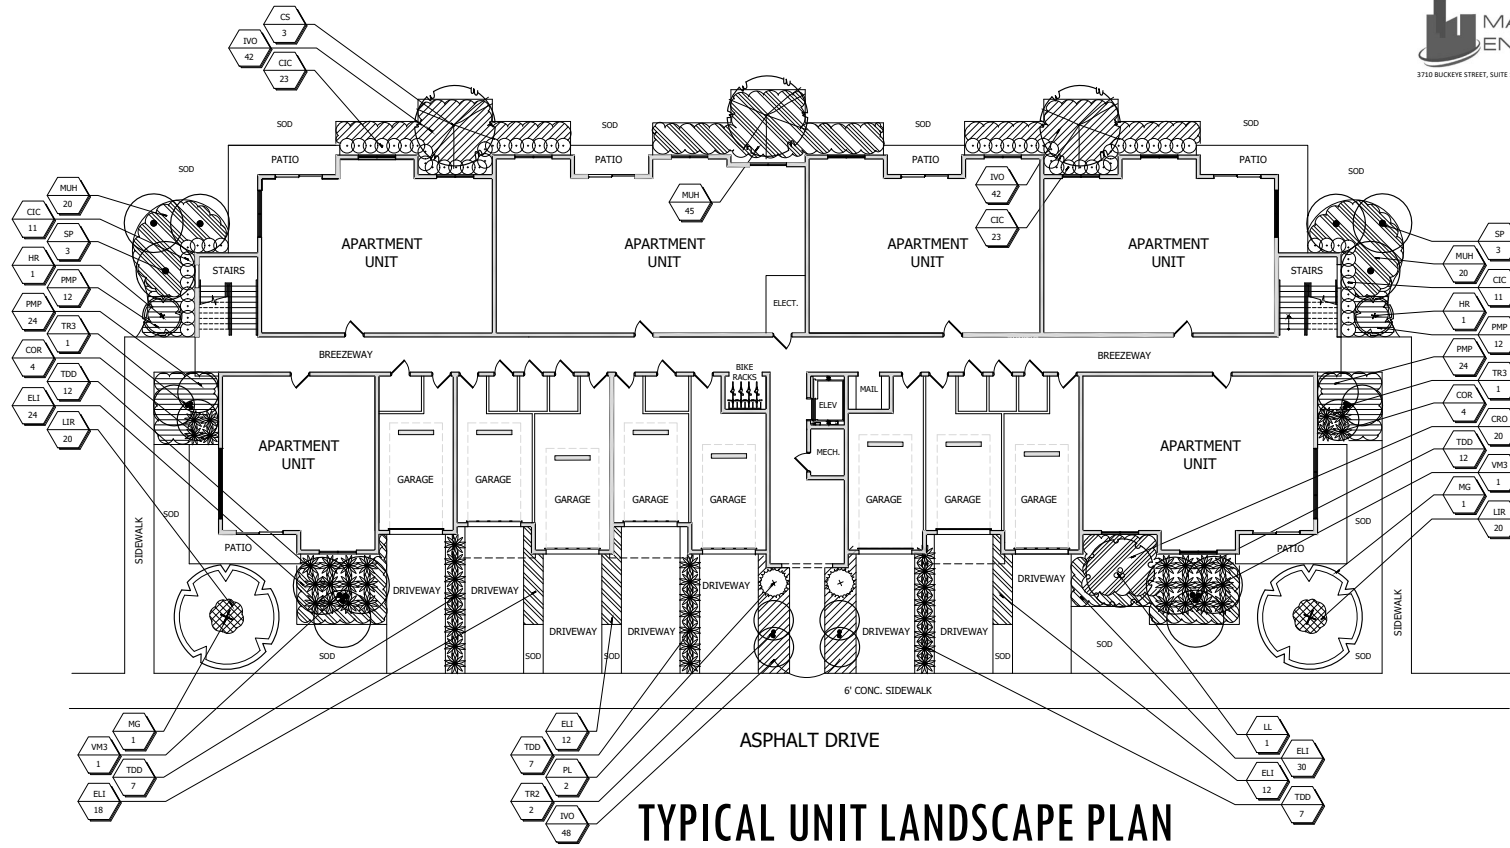 MA
EN
3710 BUCKEYE STREET, SUITE
CS
3
IVO
42
CIC
23
SOD
SOD
SOD
SOD
SOD
SOD
PATIO
PATIO
PATIO
PATIO
MUH
45
IVO
42
CIC
23
MUH
20
CIC
11
SP
3
HR
1
PMP
12
PMP
24
TR3
1
COR
4
TDD
12
ELI
24
LIR
20
SP
3
MUH
20
CIC
11
HR
1
PMP
12
PMP
24
TR3
1
COR
4
CRO
20
TDD
12
VM3
1
MG
1
LIR
20
APARTMENT
UNIT
APARTMENT
UNIT
APARTMENT
UNIT
APARTMENT
UNIT
STAIRS
STAIRS
ELECT.
BREEZEWAY
BREEZEWAY
BIKE
RACKS
ELEV
MAIL
MECH.
APARTMENT
UNIT
APARTMENT
UNIT
GARAGE
GARAGE
GARAGE
GARAGE
GARAGE
GARAGE
GARAGE
GARAGE
SOD
SOD
SIDEWALK
SIDEWALK
PATIO
PATIO
DRIVEWAY
DRIVEWAY
DRIVEWAY
DRIVEWAY
DRIVEWAY
DRIVEWAY
DRIVEWAY
DRIVEWAY
SOD
SOD
SOD
SOD
SOD
SOD
6' CONC. SIDEWALK
ASPHALT DRIVE
MG
1
VM3
1
TDD
7
ELI
18
ELI
12
TDD
7
PL
2
TR2
2
IVO
48
LL
1
ELI
30
ELI
12
TDD
7
TYPICAL UNIT LANDSCAPE PLAN